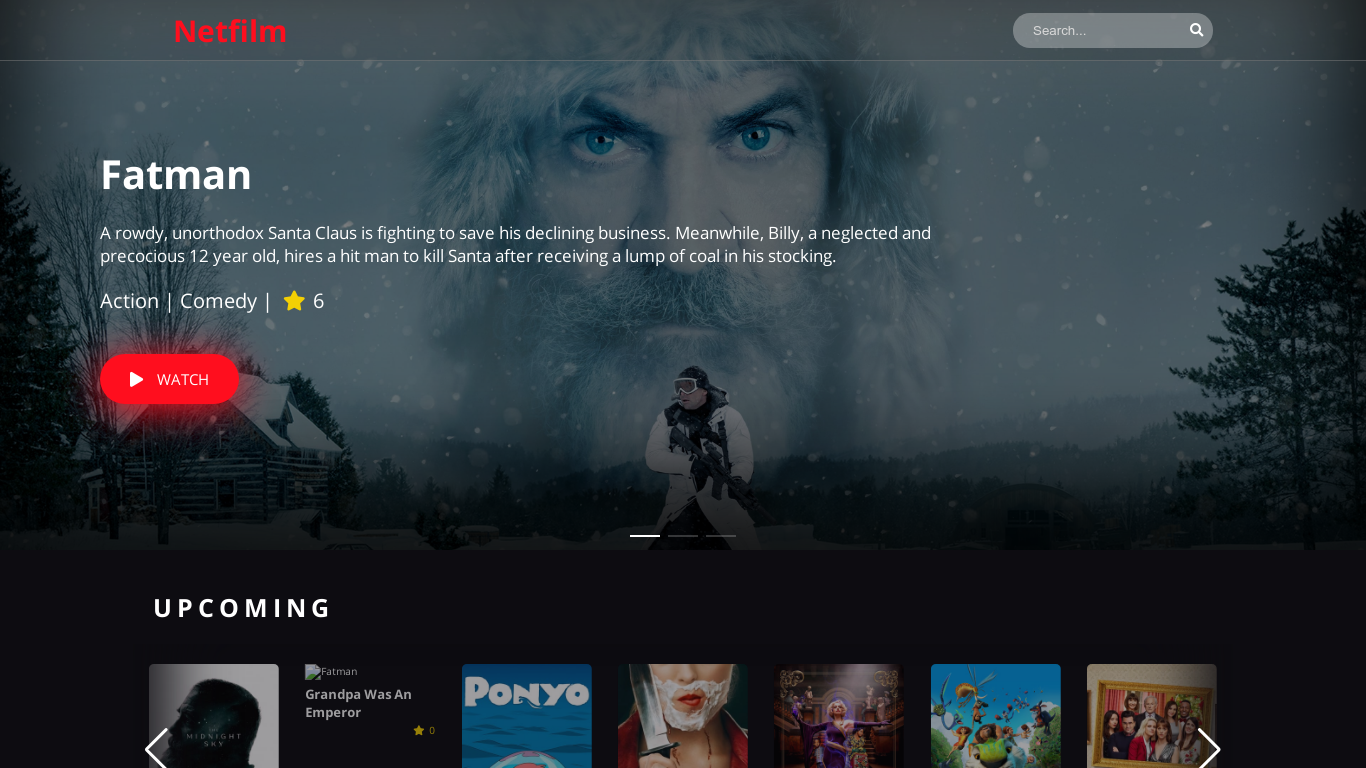 Netfilm
Search...
Fatman
A rowdy, unorthodox Santa Claus is fighting to save his declining business. Meanwhile, Billy, a neglected and
precocious 12 year old, hires a hit man to kill Santa after receiving a lump of coal in his stocking.
Action | Comedy | 6
WATCH
UPCOMING
THE
MIDNIGHT
SKY
Fatman
Grandpa Was An
Emperor
0
PONYO